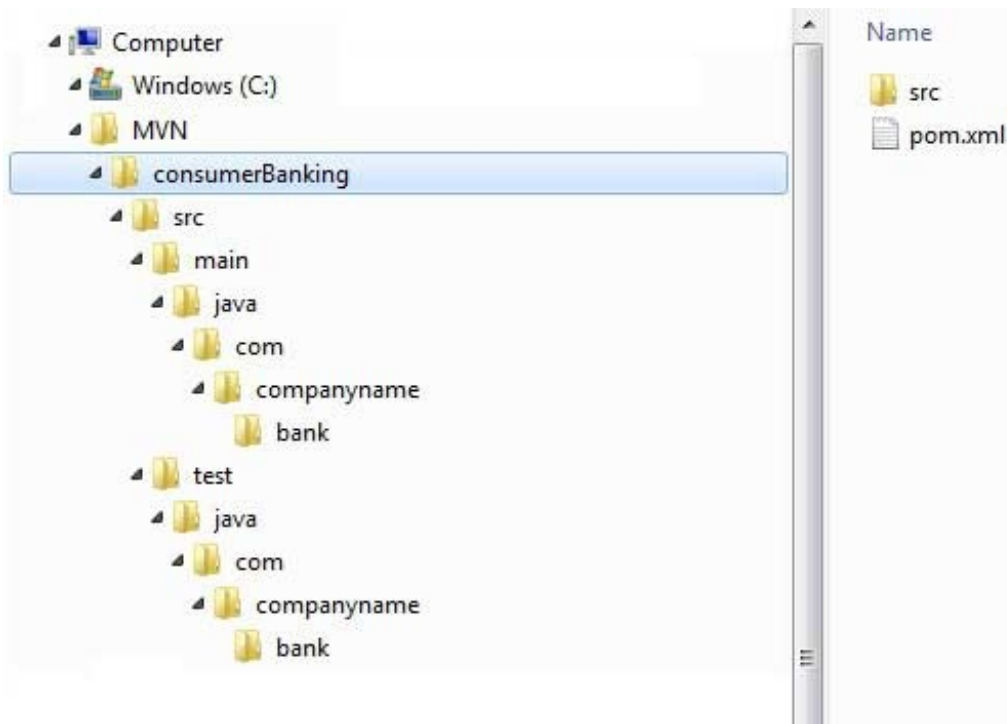 Computer
Windows (C:)
MVN
consumerBanking
src
main
java
com
companyname
bank
test
java
com
companyname
bank
Name
src
pom.xml